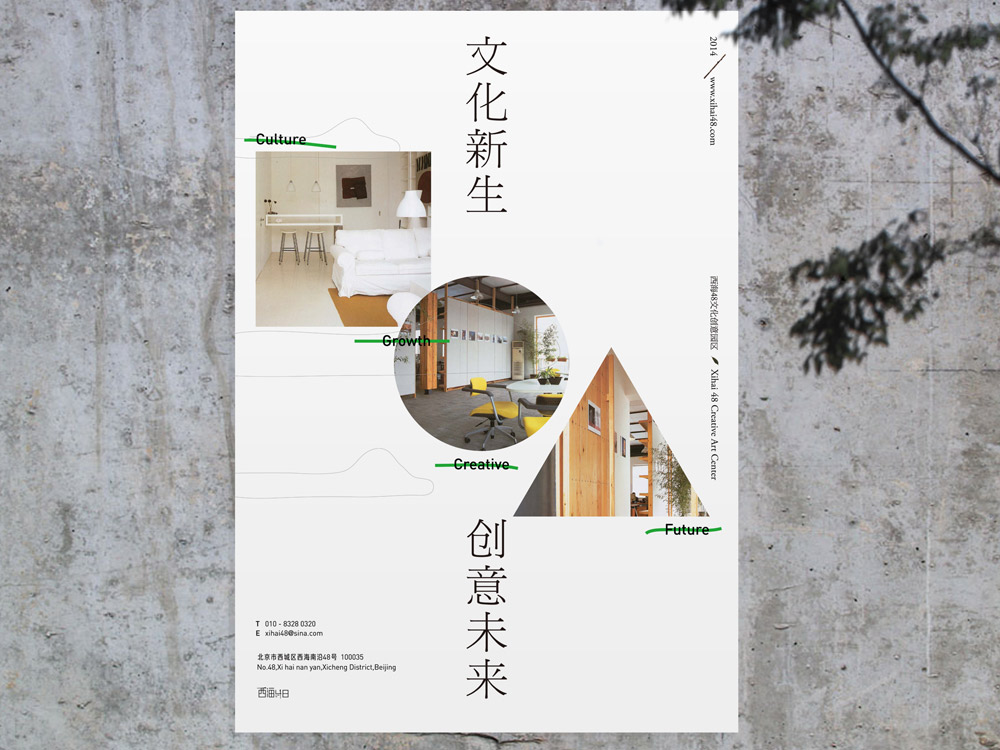 文化新生
2014
www.xihai48.com
Culture
Growth
西海48文化创意园区
Xihai 48 Creative Art Center
Creative
Future
创意未来
T 010 - 8328 0320
E xihai48@sina.com
北京市西城区西海南沿48号 100035
No.48,Xi hai nan yan,Xicheng District,Beijing
西海48